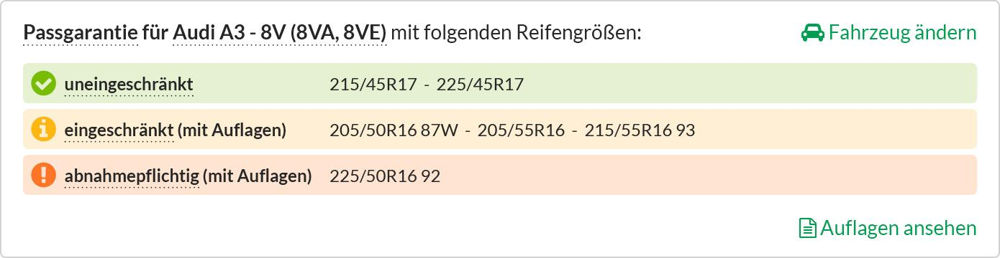 Passgarantie für Audi A3 - 8V (8VA, 8VE) mit folgenden Reifengrößen: Fahrzeug ändern
uneingeschränkt 215/45R17 - 225/45R17
eingeschränkt (mit Auflagen) 205/50R16 87W - 205/55R16 - 215/55R16 93
abnahmepflichtig (mit Auflagen) 225/50R16 92
Auflagen ansehen